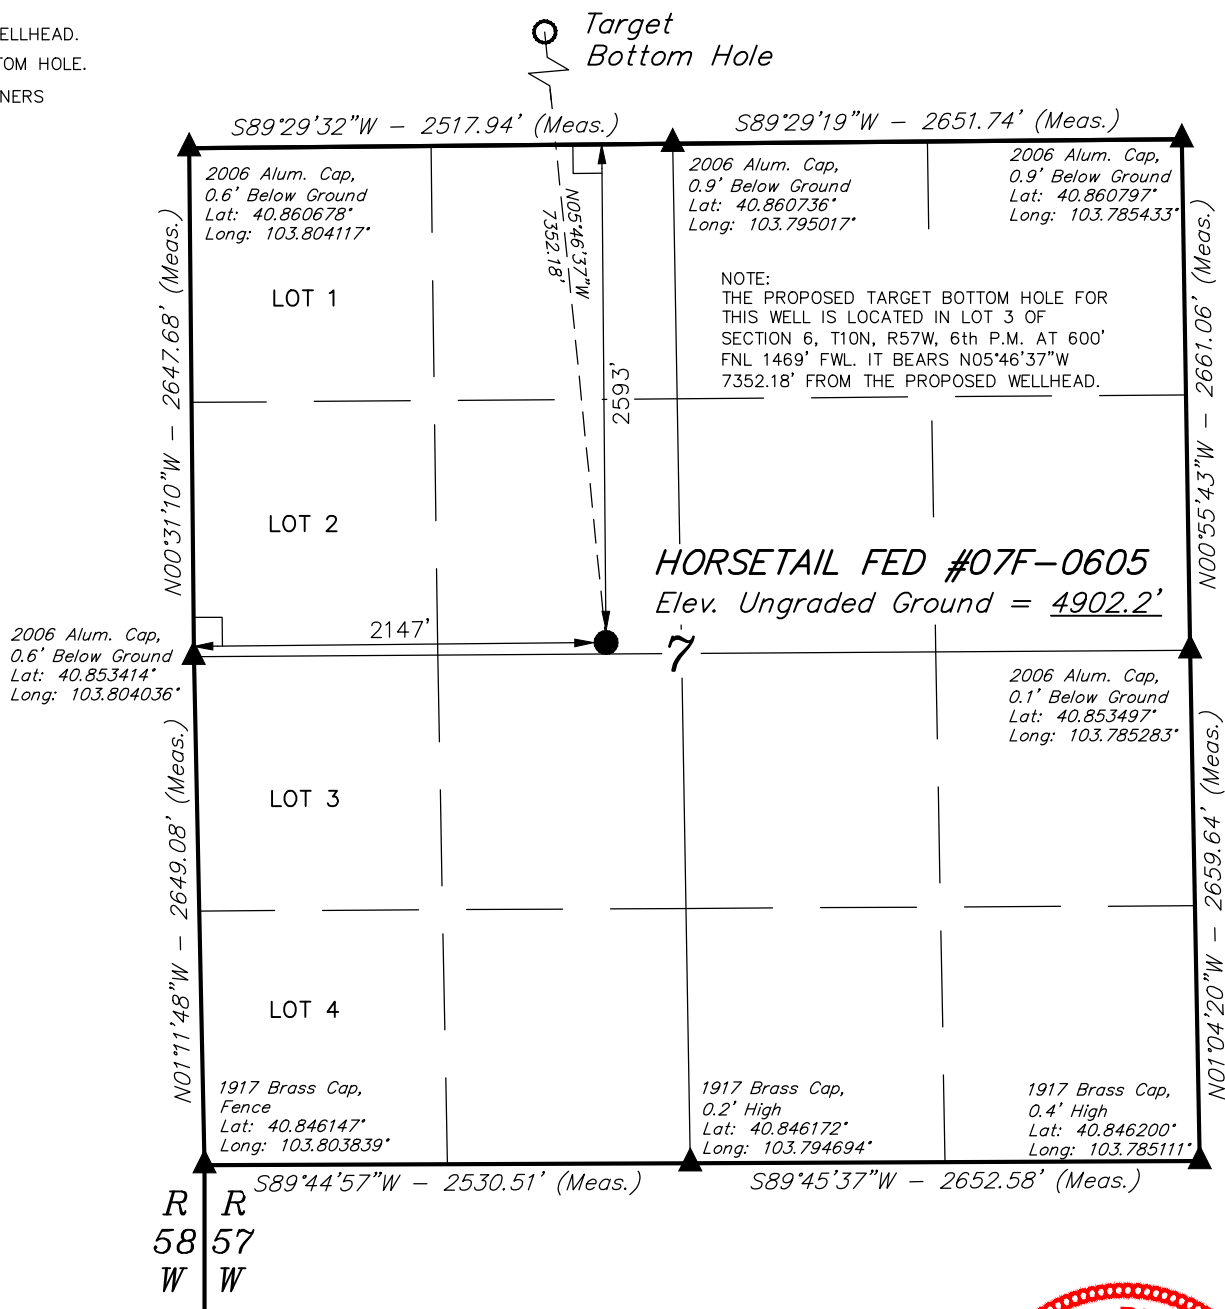 ELLHEAD.
TOM HOLE.
NERS
Target
Bottom Hole
S89°29'32"W – 2517.94' (Meas.)
S89°29'19"W – 2651.74' (Meas.)
2006 Alum. Cap,
0.6' Below Ground
Lat: 40.860678°
Long: 103.804117°
2006 Alum. Cap,
0.9' Below Ground
Lat: 40.860736°
Long: 103.795017°
2006 Alum. Cap,
0.9' Below Ground
Lat: 40.860797°
Long: 103.785433°
N05°46'37"W
7352.18'
N00°31'10"W – 2647.68' (Meas.)
N00°55'43"W – 2661.06' (Meas.)
LOT 1
NOTE:
THE PROPOSED TARGET BOTTOM HOLE FOR
THIS WELL IS LOCATED IN LOT 3 OF
SECTION 6, T10N, R57W, 6th P.M. AT 600'
FNL 1469' FWL. IT BEARS N05°46'37"W
7352.18' FROM THE PROPOSED WELLHEAD.
2593'
LOT 2
HORSETAIL FED #07F–0605
Elev. Ungraded Ground = 4902.2'
2147'
7
2006 Alum. Cap,
0.6' Below Ground
Lat: 40.853414°
Long: 103.804036°
2006 Alum. Cap,
0.1' Below Ground
Lat: 40.853497°
Long: 103.785283°
N01°11'48"W – 2649.08' (Meas.)
N01°04'20"W – 2659.64' (Meas.)
LOT 3
LOT 4
1917 Brass Cap,
Fence
Lat: 40.846147°
Long: 103.803839°
1917 Brass Cap,
0.2' High
Lat: 40.846172°
Long: 103.794694°
1917 Brass Cap,
0.4' High
Lat: 40.846200°
Long: 103.785111°
S89°44'57"W – 2530.51' (Meas.)
S89°45'37"W – 2652.58' (Meas.)
R R
58 57
W W